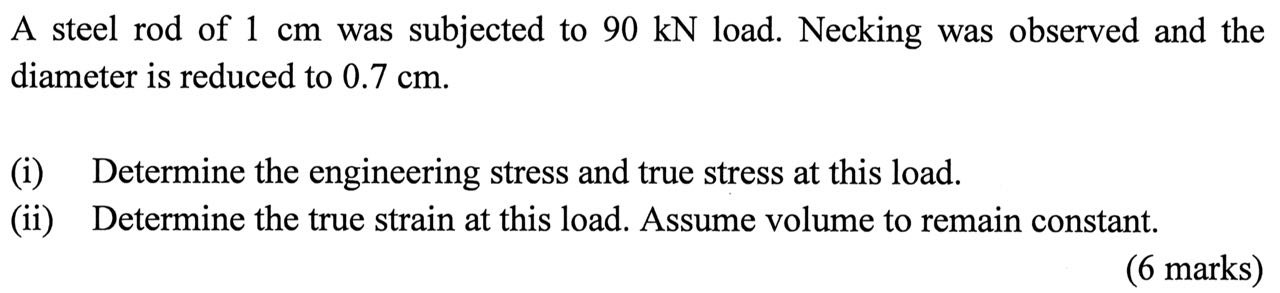 A steel rod of 1 cm was subjected to 90 kN load. Necking was observed and the
diameter is reduced to 0.7 cm.
(i) Determine the engineering stress and true stress at this load.
(ii) Determine the true strain at this load. Assume volume to remain constant.
(6 marks)